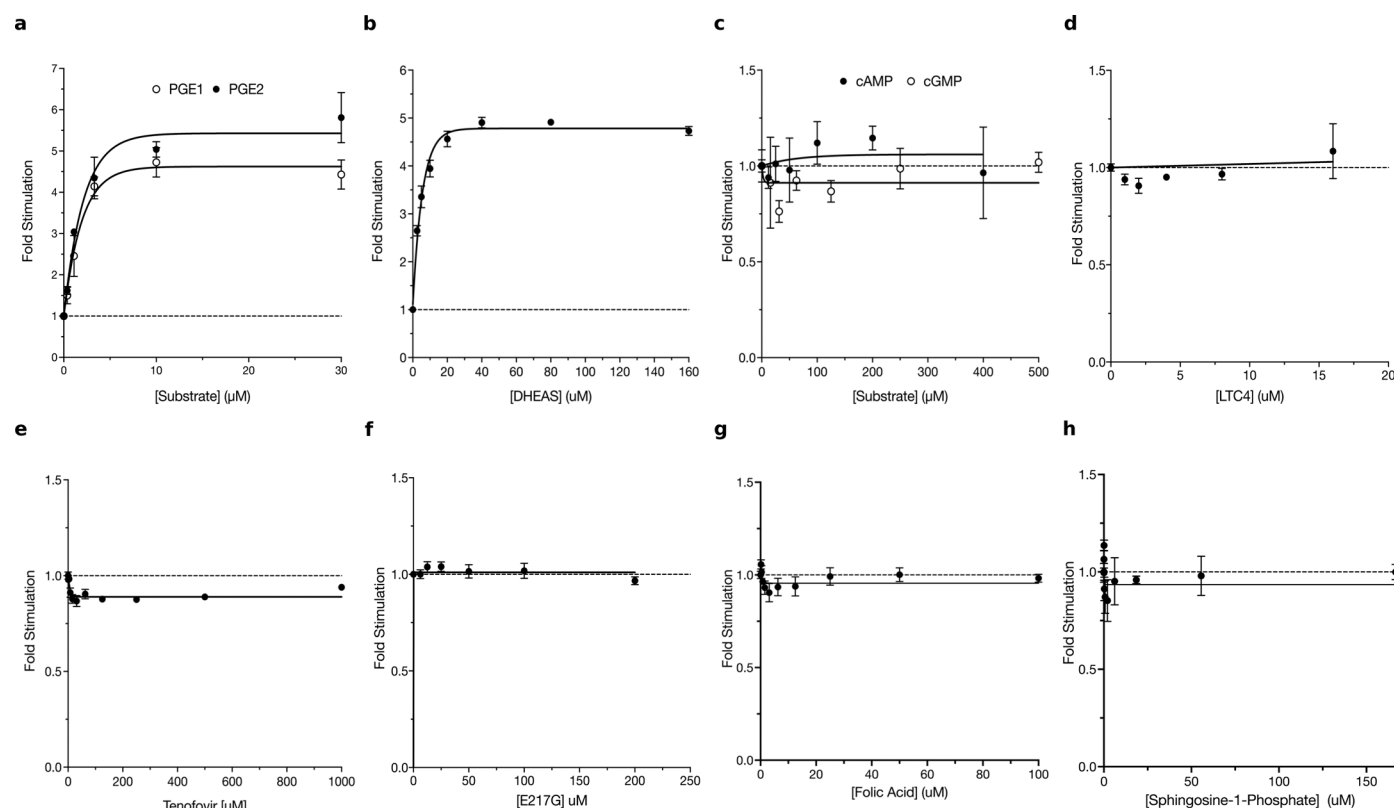 a
b
c
d
7
6
5
4
3
2
1
0
Fold Stimulation
PGE1 PGE2
0 10 20 30
[Substrate] (µM)
6
5
4
3
2
1
0
Fold Stimulation
0 20 40 60 80 100 120 140 160
[DHEAS] (uM)
1.5
1.0
0.5
0.0
Fold Stimulation
cAMP cGMP
0 100 200 300 400 500
[Substrate] (µM)
1.5
1.0
0.5
0.0
Fold Stimulation
0 5 10 15 20
[LTC4] (uM)
e
f
g
h
1.5
1.0
0.5
0.0
Fold Stimulation
0 200 400 600 800 1000
Tenofovir [uM]
1.5
1.0
0.5
0.0
Fold Stimulation
0 50 100 150 200 250
[E217G] uM
1.5
1.0
0.5
0.0
Fold Stimulation
0 20 40 60 80 100
[Folic Acid] (uM)
1.5
1.0
0.5
0.0
Fold Stimulation
0 50 100 150
[Sphingosine-1-Phosphate] (uM)